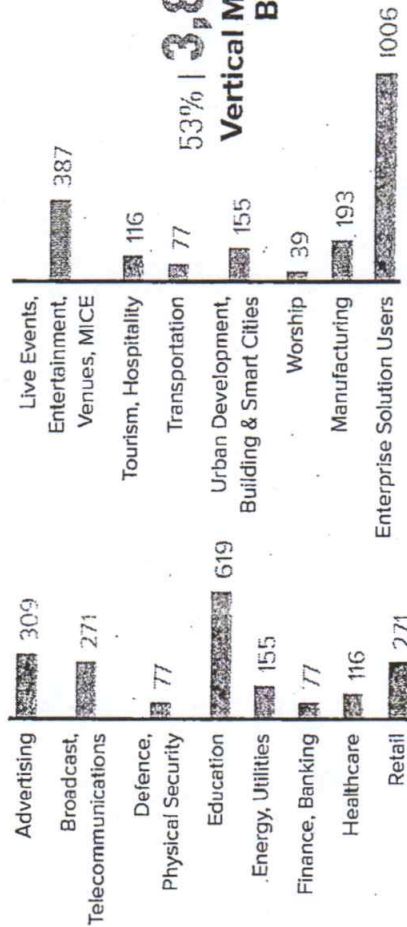 Advertising 309
Broadcast,
Telecommunications 271
Defence,
Physical Security 77
Education 619
Energy, Utilities 155
Finance, Banking 77
Healthcare 116
Retail 271
Live Events,
Entertainment, 387
Venues, MICE
Tourism, Hospitality 116
Transportation 77
Urban Development, 155
Building & Smart Cities
Worship 39
Manufacturing 193
Enterprise Solution Users 1006
53% | 3,8
Vertical M
B